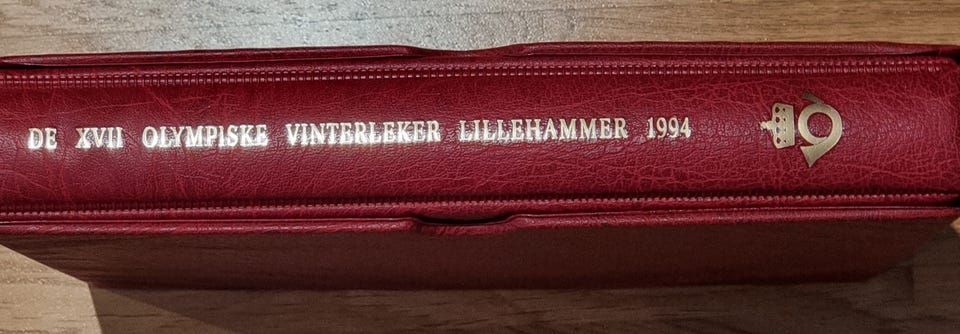 DE XVII OLYMPISKE VINTERLEKER LILLEHAMMER 1994